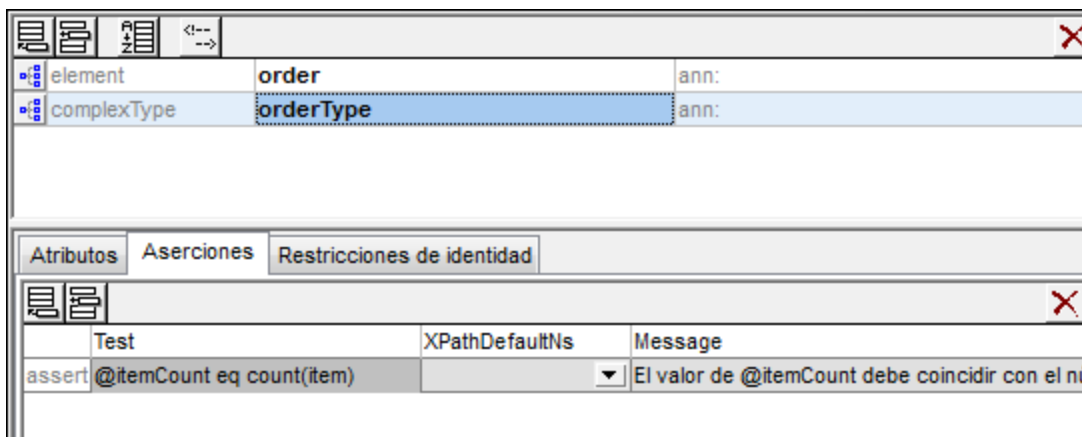 element order ann:
complexType orderType ann:
Atributos Aserciones Restricciones de identidad
Test XPathDefaultNs Message
assert @itemCount eq count(item) El valor de @itemCount debe coincidir con el